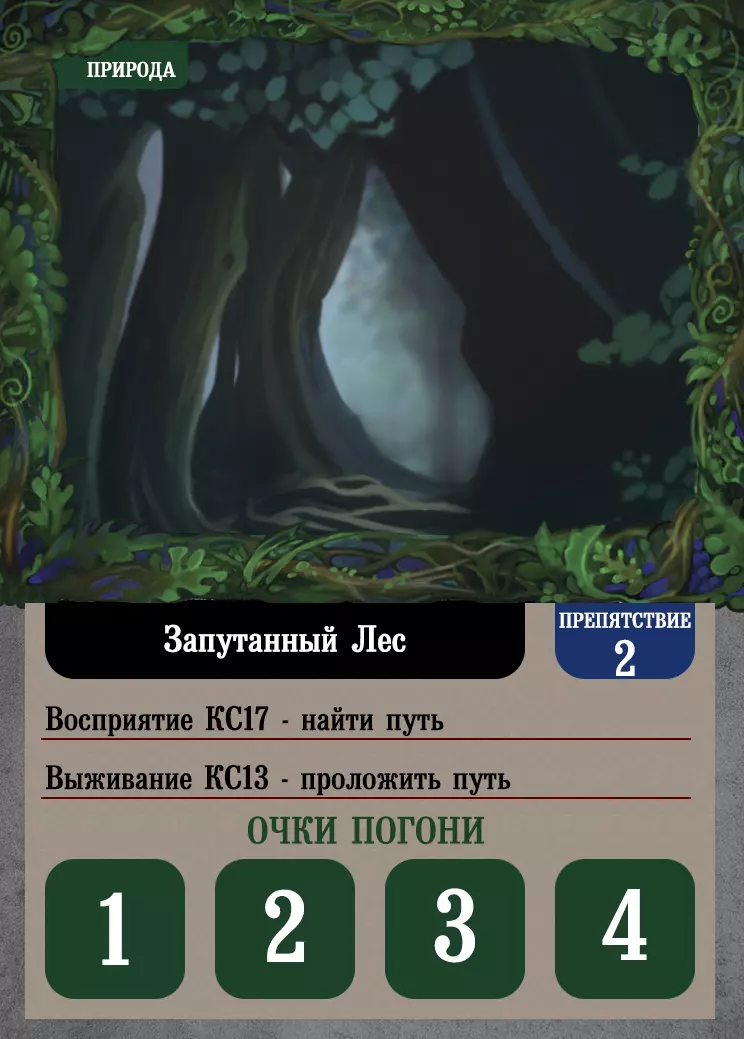 ПРИРОДА
Запутанный Лес
ПРЕПЯТСТВИЕ
2
Восприятие КС17 - найти путь
Выживание КС13 - проложить путь
ОЧКИ ПОГОНИ
1 2 3 4